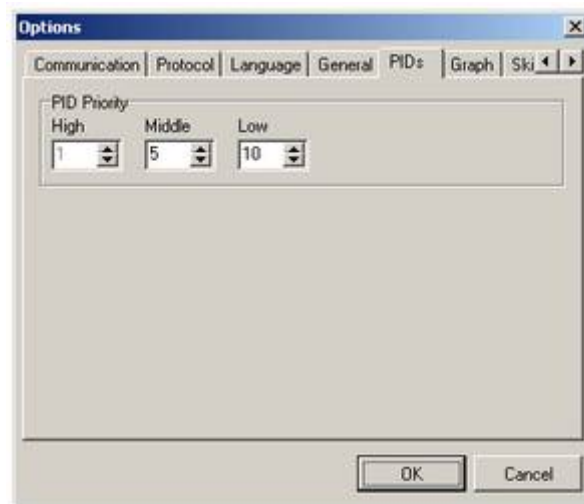 Options
Communication Protocol Language General PIDs Graph Ski
PID Priority
High Middle Low
1 5 10
OK Cancel